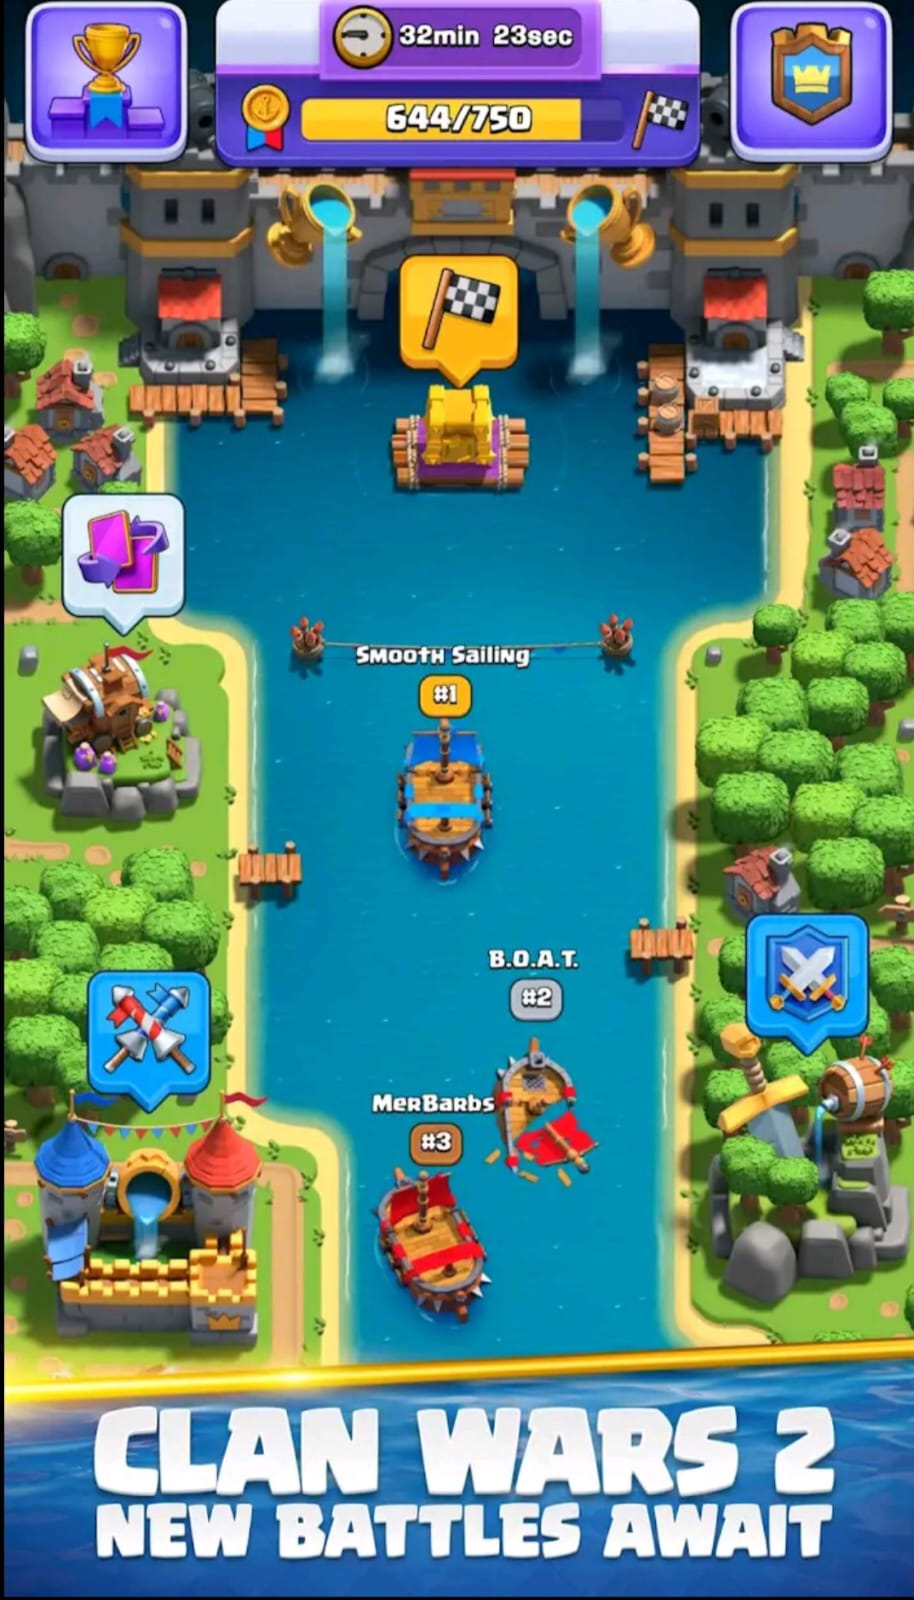 32min 23sec
644/750
Smooth Sailing
#1
B.O.A.T.
#2
MerBarbs
#3
CLAN WARS 2
NEW BATTLES AWAIT